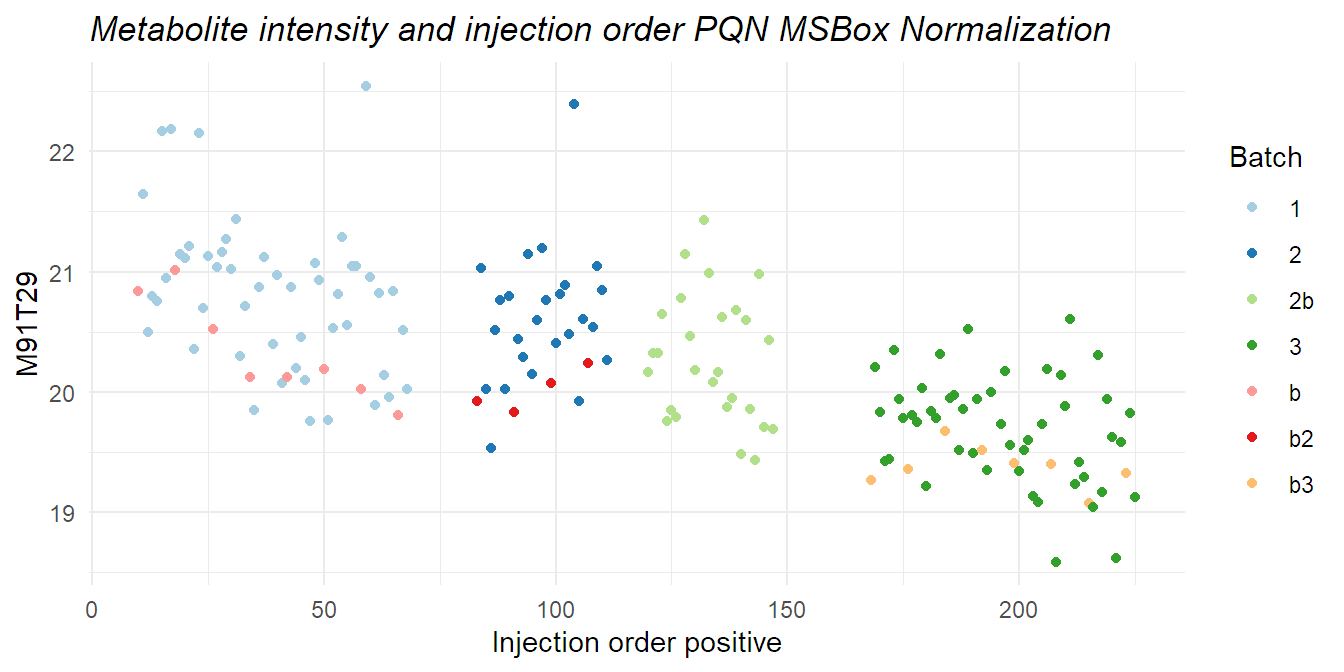 Metabolite intensity and injection order PQN MSBox Normalization
22
21
20
19
M91T29
0 50 100 150 200
Injection order positive
Batch
1
2
2b
3
b
b2
b3